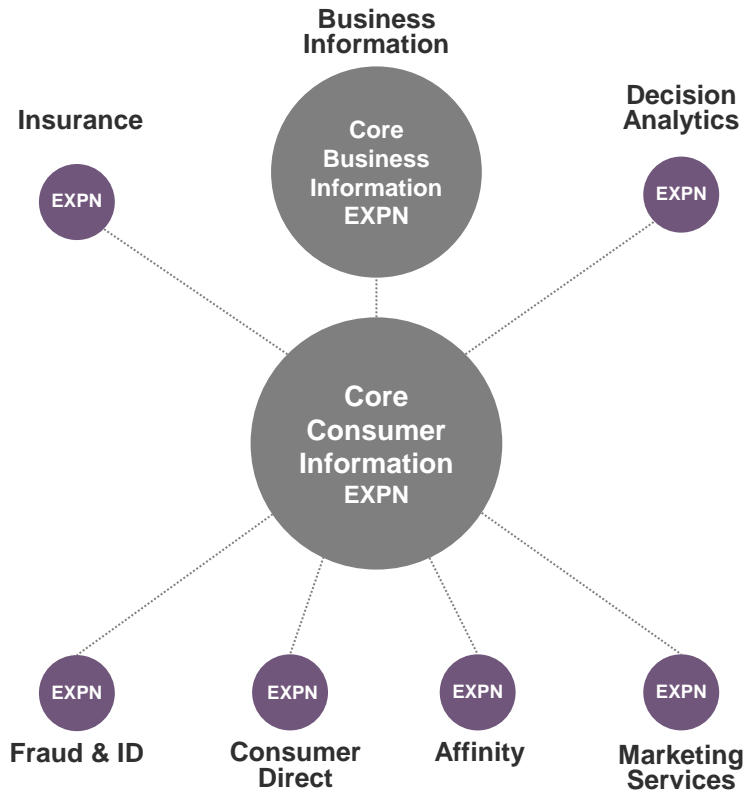 Business
Information
Insurance
Decision
Analytics
Core
Business
Information
EXPN
EXPN
EXPN
Core
Consumer
Information
EXPN
EXPN
EXPN
EXPN
EXPN
Fraud & ID
Consumer
Direct
Affinity
Marketing
Services